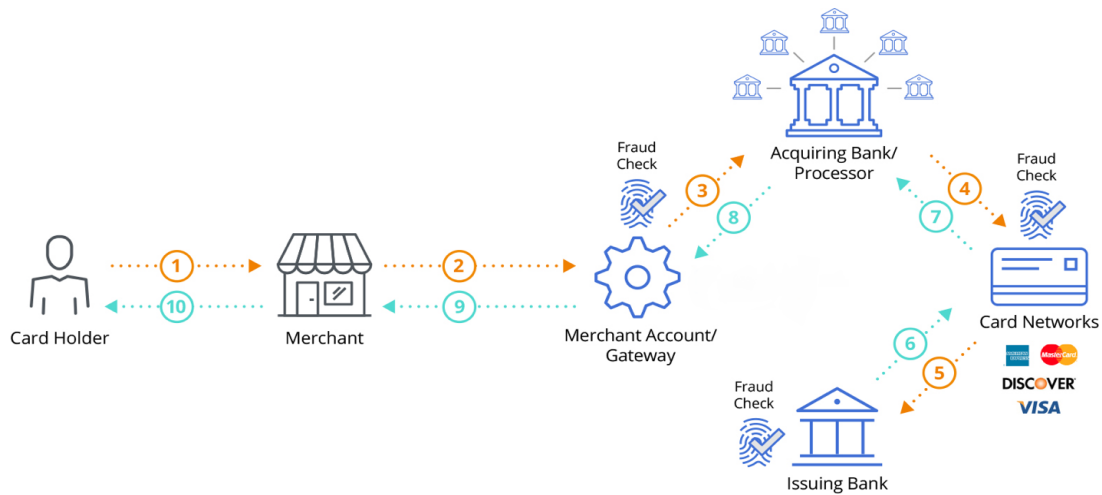 Acquiring Bank/
Processor
Fraud
Check
Fraud
Check
3
4
8
7
1
2
10
9
Card Holder
Merchant
Merchant Account/
Gateway
Card Networks
6
5
MasterCard
DISCOVER
VISA
Fraud
Check
Issuing Bank